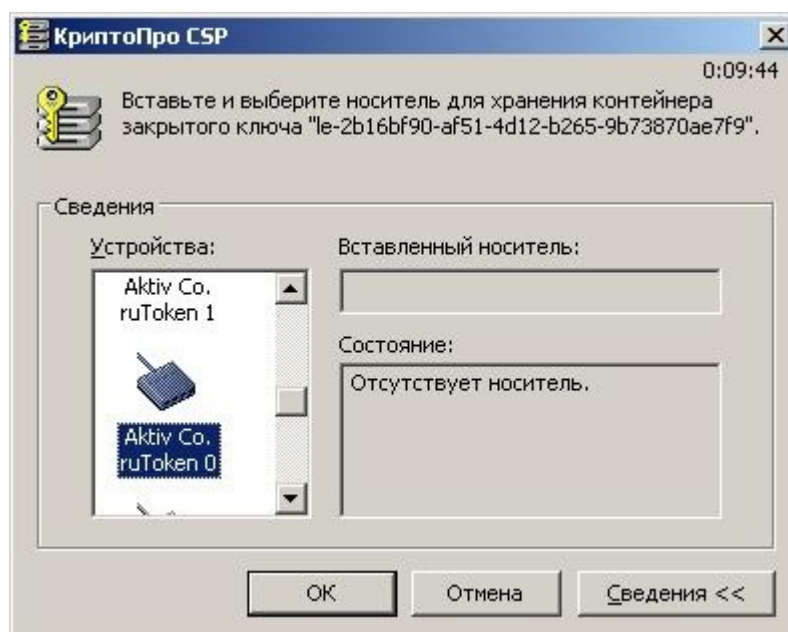 КриптоПро CSP
0:09:44
Вставьте и выберите носитель для хранения контейнера
закрытого ключа "le-2b16bf90-af51-4d12-b265-9b73870ae7f9".
Сведения
Устройства:
Aktiv Co.
ruToken 1
Aktiv Co.
ruToken 0
Вставленный носитель:
Состояние:
Отсутствует носитель.
ОК
Отмена
Сведения <<